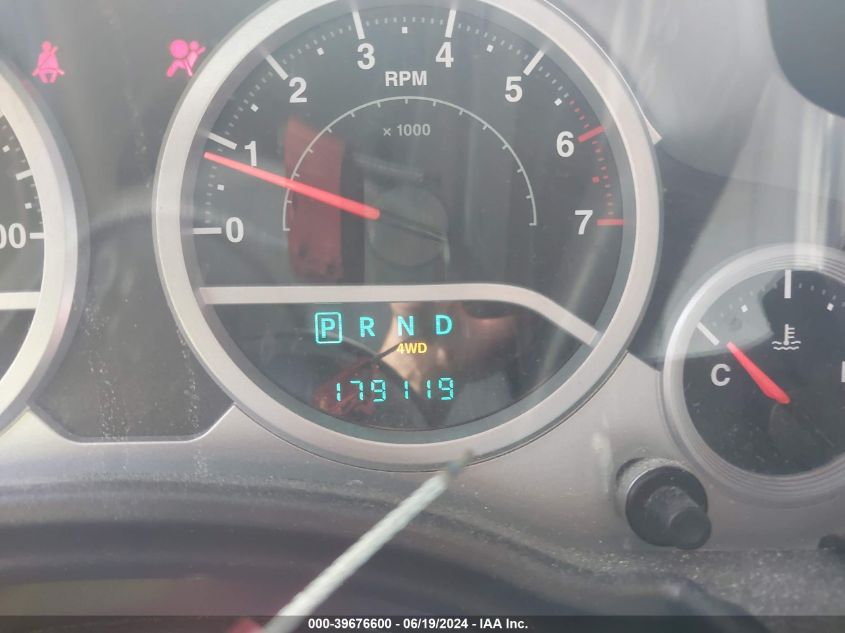 3 4
2 RPM 5
x 1000
1 6
0 7
00
P R N D
4WD
C
179119
000-39676600 - 06/19/2024 - IAA Inc.